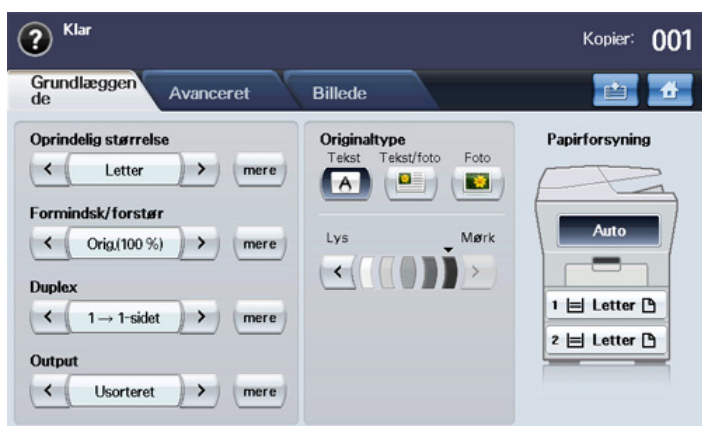 ?
Klar
Kopier: 001
Grundlæggen
de
Avanceret
Billede
Oprindelig størrelse
< Letter > mere
Formindsk/forstør
< Orig.(100 %) > mere
Duplex
< 1 → 1-sidet > mere
Output
< Usorteret > mere
Originaltype
Tekst Tekst/foto Foto
A
Lys Mørk
< >
Papirforsyning
Auto
1 Letter
2 Letter